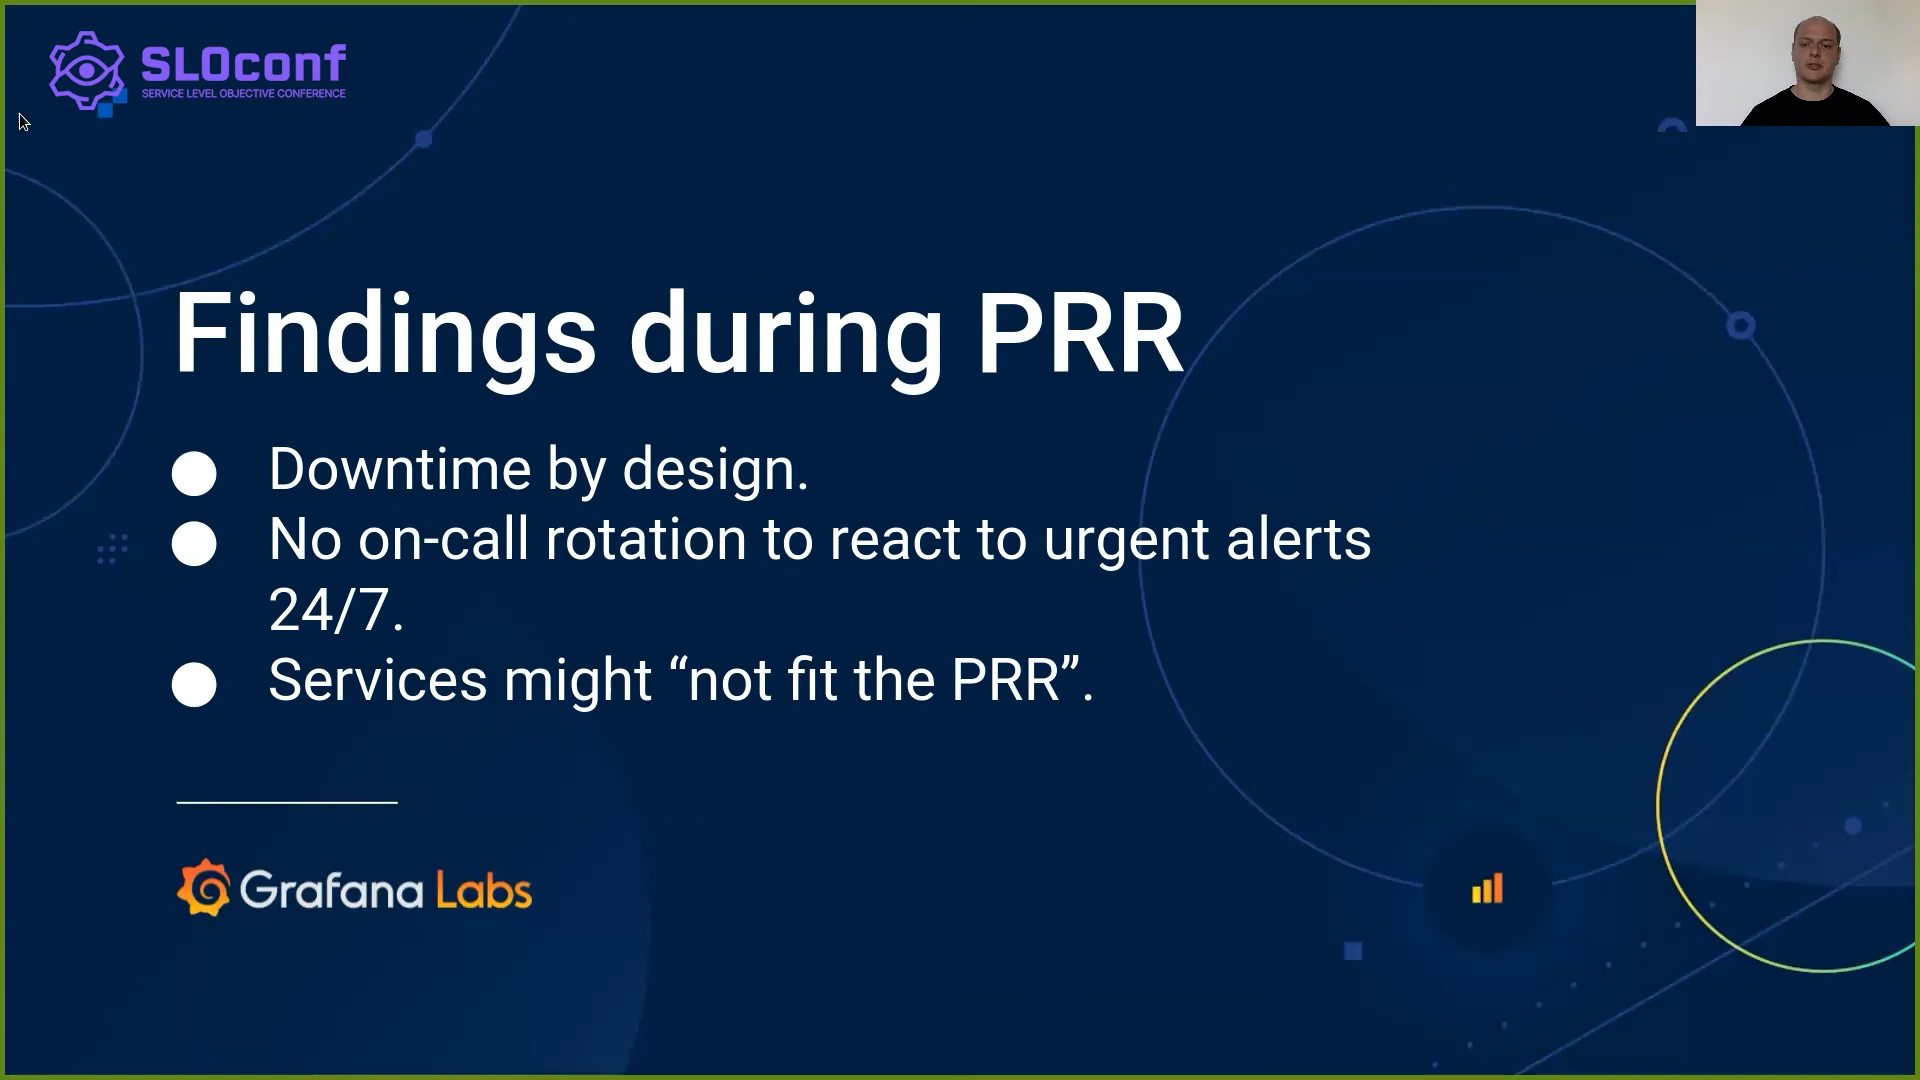 SLOconf
SERVICE LEVEL OBJECTIVE CONFERENCE
Findings during PRR
● Downtime by design.
● No on-call rotation to react to urgent alerts
24/7.
● Services might “not fit the PRR”.
Grafana Labs